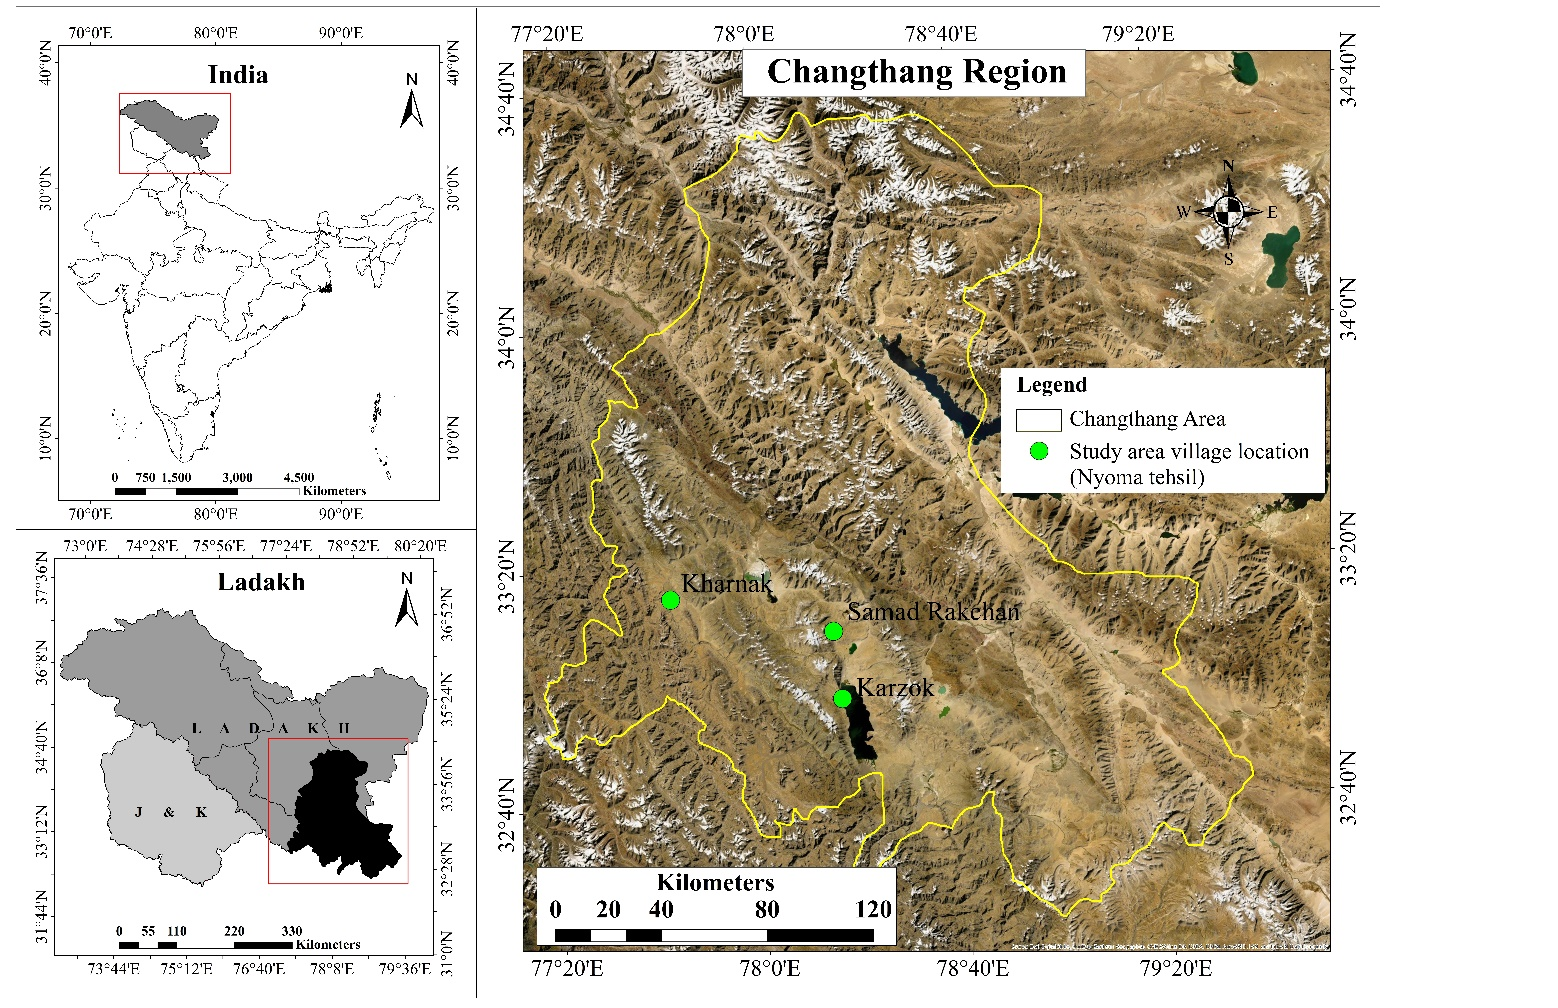 70°0'E 80°0'E 90°0'E
India
N
40°0'N
30°0'N
20°0'N
10°0'N
40°0'N
30°0'N
20°0'N
10°0'N
0 750 1,500 3,000 4,500
Kilometers
70°0'E 80°0'E 90°0'E
73°0'E 74°28'E 75°56'E 77°24'E 78°52'E 80°20'E
Ladakh
N
37°36'N
36°8'N
34°40'N
33°12'N
31°44'N
36°52'N
35°24'N
33°56'N
32°28'N
31°0'N
L A D A K H
J & K
0 55 110 220 330
Kilometers
73°44'E 75°12'E 76°40'E 78°8'E 79°36'E
77°20'E 78°0'E 78°40'E 79°20'E
Changthang Region
34°40'N
34°0'N
33°20'N
32°40'N
34°40'N
34°0'N
33°20'N
32°40'N
N
W E
S
Legend
Changthang Area
Study area village location
(Nyoma tehsil)
Kharnak
Samad Rakchan
Karzok
Kilometers
0 20 40 80 120
77°20'E 78°0'E 78°40'E 79°20'E